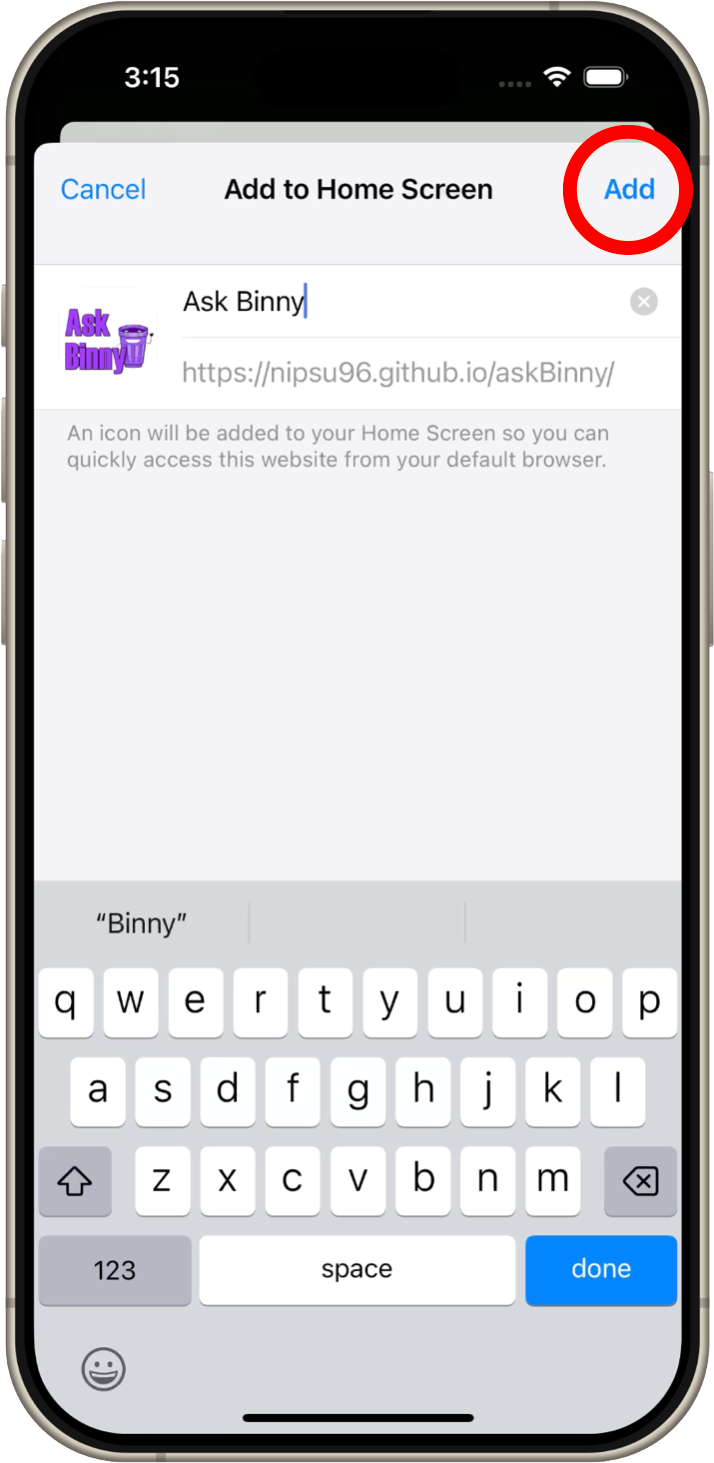 3:15
Cancel Add to Home Screen Add
Ask Binny
Ask
Binny
https://nipsu96.github.io/askBinny/
An icon will be added to your Home Screen so you can
quickly access this website from your default browser.
“Binny”
q w e r t y u i o p
a s d f g h j k l
z x c v b n m
123 space done